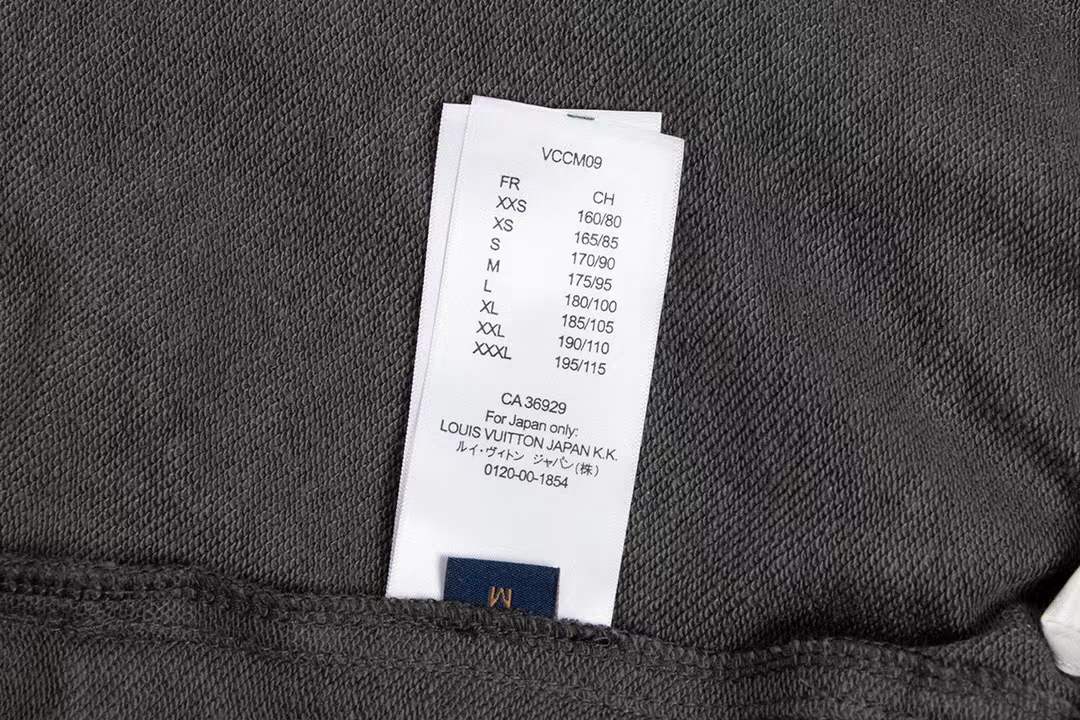 VCCM09
FR CH
XXS 160/80
XS 165/85
S 170/90
M 175/95
L 180/100
XL 185/105
XXL 190/110
XXXL 195/115
CA 36929
For Japan only:
LOUIS VUITTON JAPAN K.K.
ルイ・ヴィトン ジャパン(株)
0120-00-1854
M